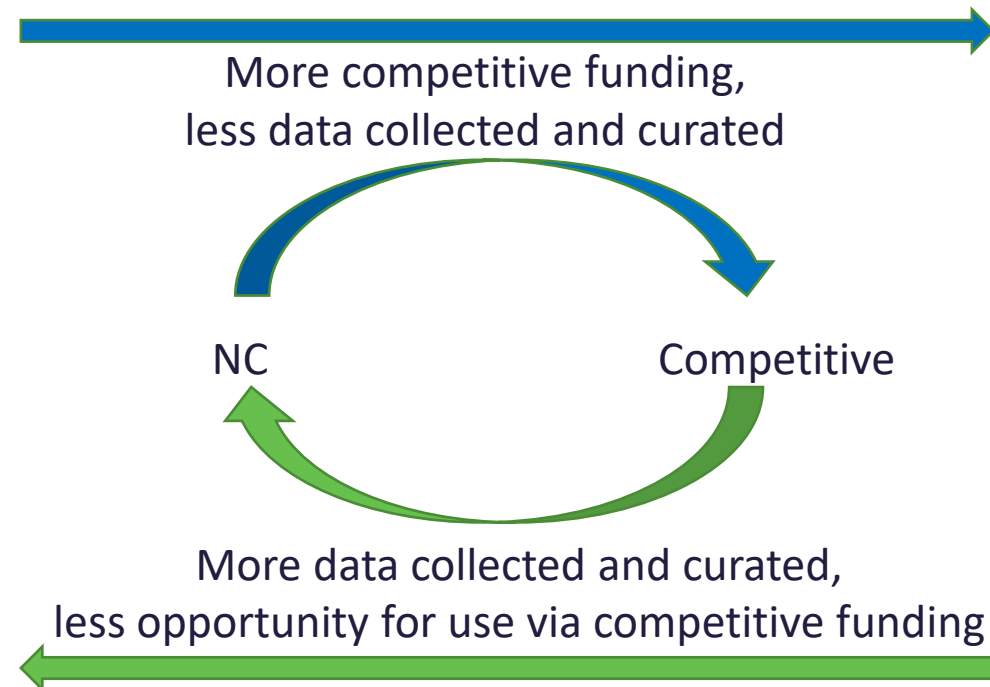 More competitive funding,
less data collected and curated
NC
Competitive
More data collected and curated,
less opportunity for use via competitive funding